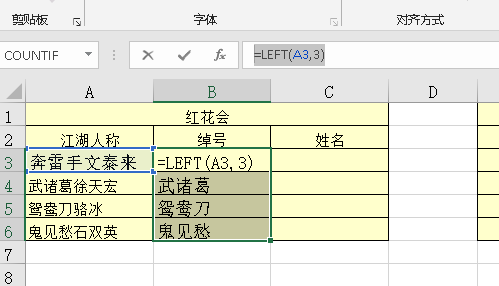 剪贴板 字体 对齐方式
COUNTIF =LEFT(A3,3)
A B C D
1 红花会
2 江湖人称 绰号 姓名
3 奔雷手文泰来 =LEFT(A3,3)
4 武诸葛徐天宏 武诸葛
5 鸳鸯刀骆冰 鸳鸯刀
6 鬼见愁石双英 鬼见愁
7
8